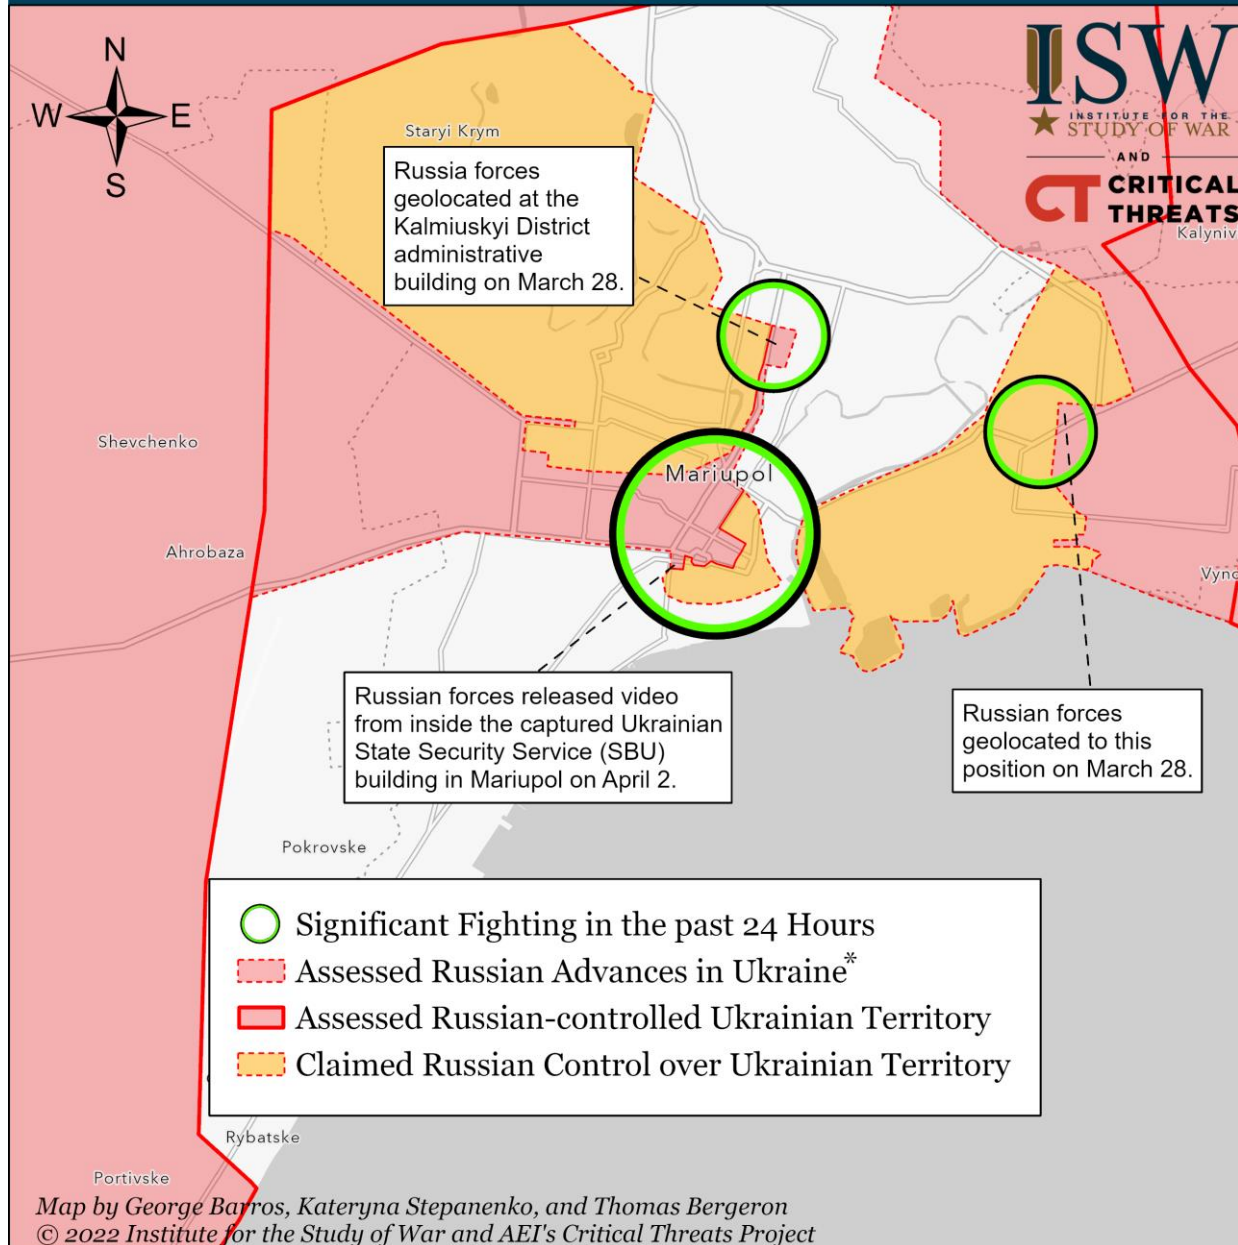 N
W E
S
ISW
INSTITUTE FOR THE
STUDY OF WAR
AND
CT CRITICAL
THREATS
Kalyniv
Staryi Krym
Russia forces
geolocated at the
Kalmiuskyi District
administrative
building on March 28.
Shevchenko
Mariupol
Ahrobaza
Vyno
Russian forces released video
from inside the captured Ukrainian
State Security Service (SBU)
building in Mariupol on April 2.
Russian forces
geolocated to this
position on March 28.
Pokrovske
Significant Fighting in the past 24 Hours
Assessed Russian Advances in Ukraine*
Assessed Russian-controlled Ukrainian Territory
Claimed Russian Control over Ukrainian Territory
Rybatske
Portivske
Map by George Barros, Kateryna Stepanenko, and Thomas Bergeron
© 2022 Institute for the Study of War and AEI's Critical Threats Project